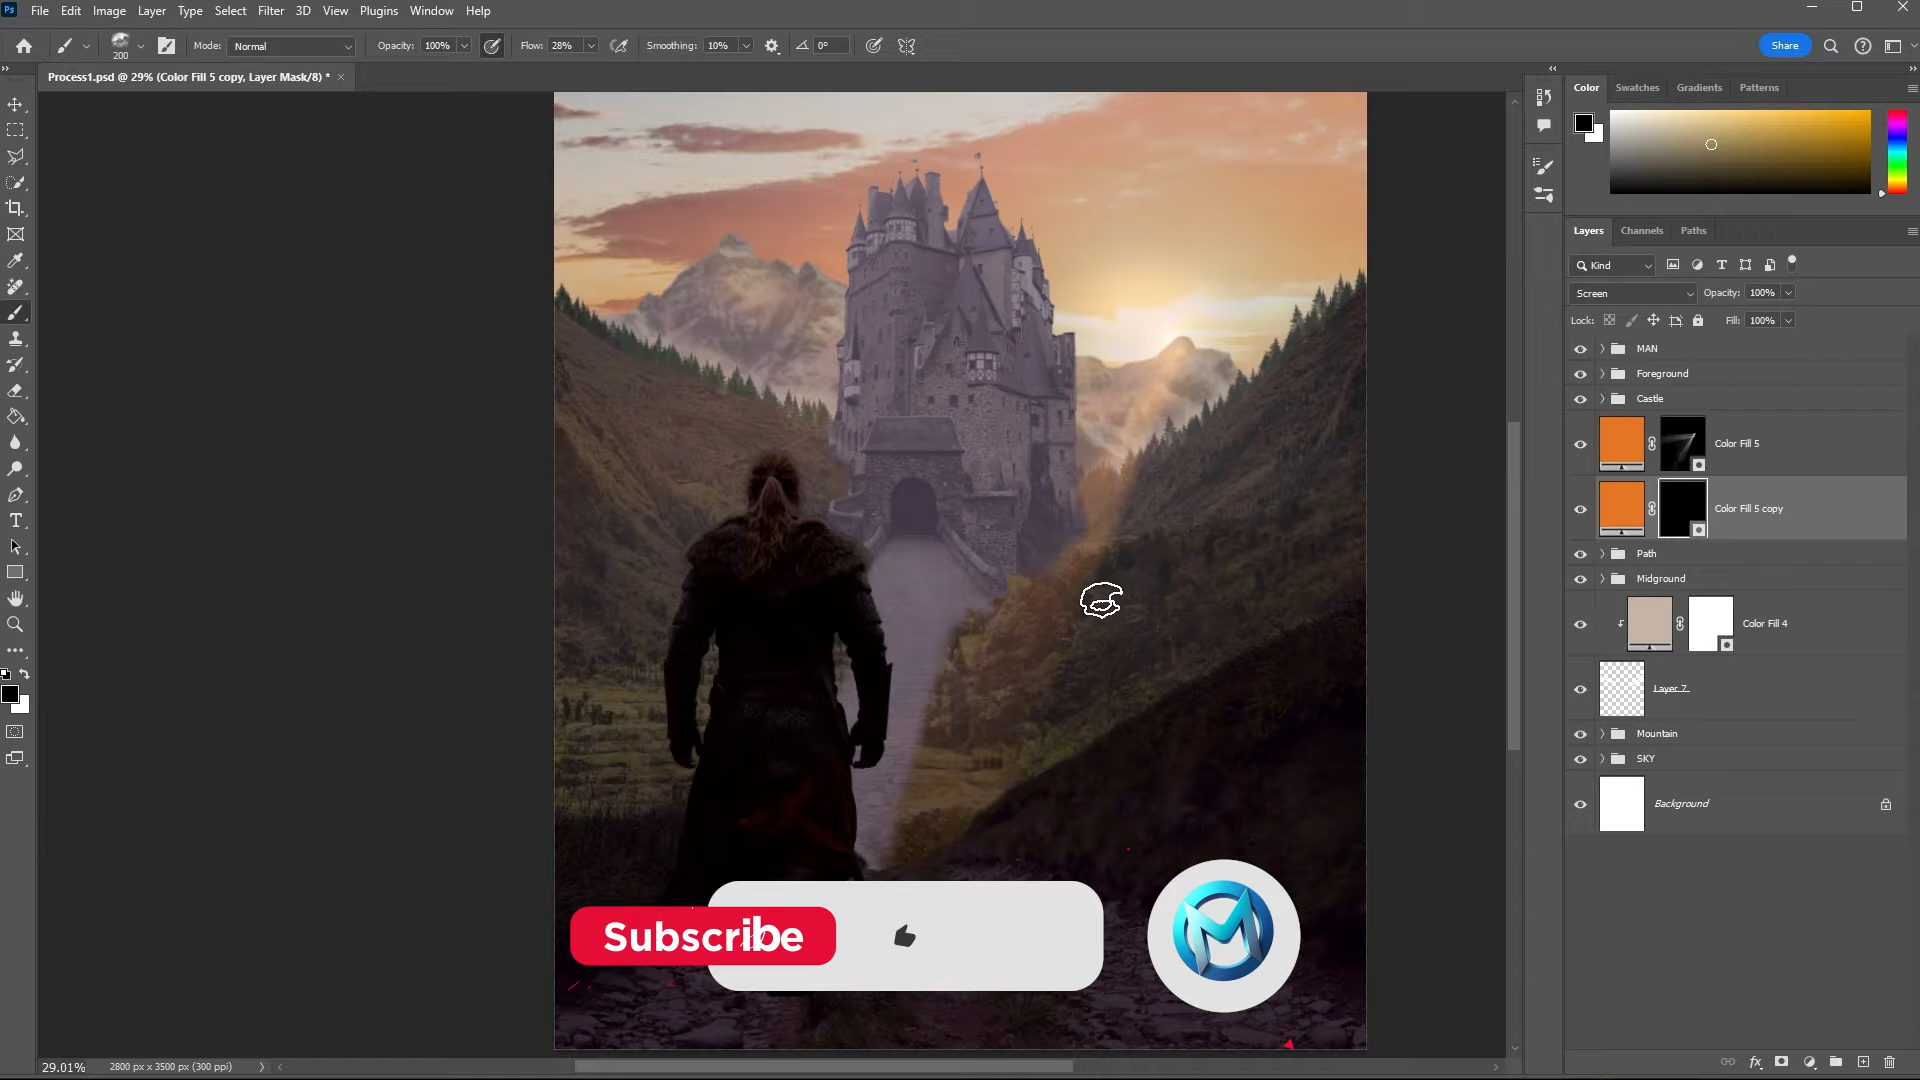 Ps File Edit Image Layer Type Select Filter 3D View Plugins Window Help
200 Mode: Normal Opacity: 100% Flow: 28% Smoothing: 10% 0° Share
Process1.psd @ 29% (Color Fill 5 copy, Layer Mask/8) *
Color Swatches Gradients Patterns
Layers Channels Paths
Kind
Screen Opacity: 100%
Lock: Fill: 100%
MAN
Foreground
Castle
Color Fill 5
Color Fill 5 copy
Path
Midground
Color Fill 4
Layer 7
Mountain
SKY
Background
Subscribe
M
29.01% 2800 px x 3500 px (300 ppi)
fx